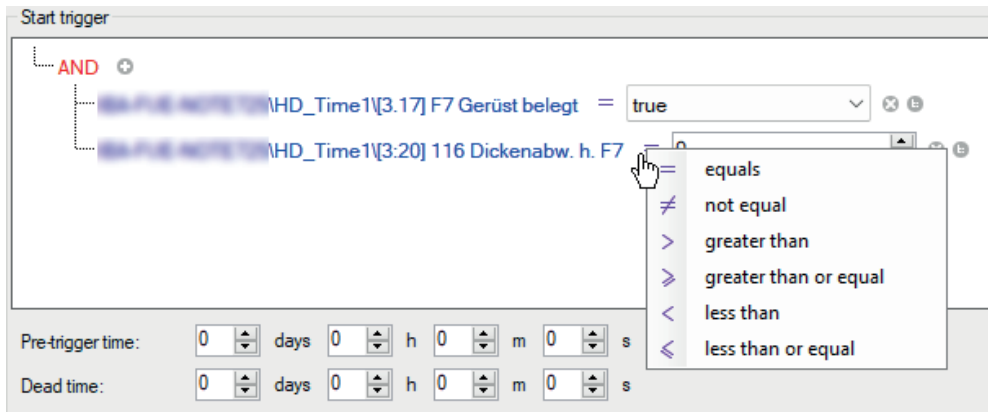 Start trigger
AND
\HD_Time1\[3.17] F7 Gerüst belegt = true
\HD_Time1\[3:20] 116 Dickenabw. h. F7 =
= equals
≠ not equal
> greater than
⩾ greater than or equal
< less than
⩽ less than or equal
Pre-trigger time: 0 days 0 h 0 m 0 s
Dead time: 0 days 0 h 0 m 0 s